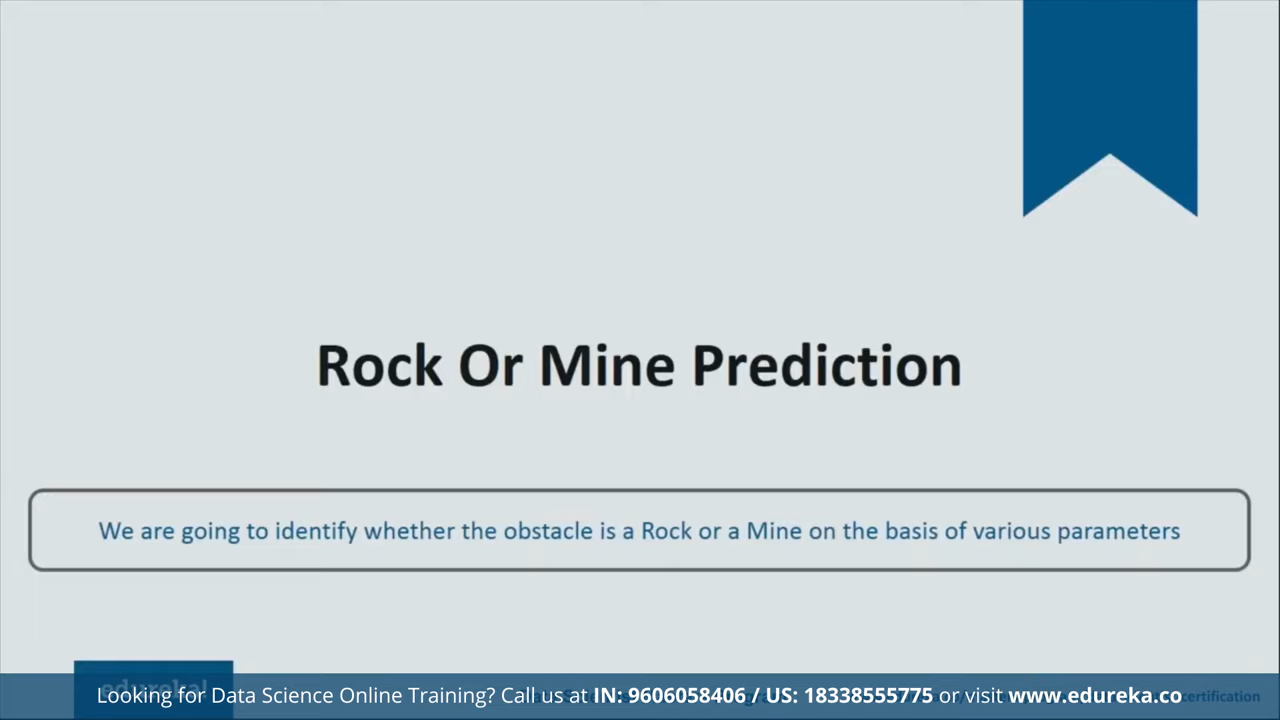 Rock Or Mine Prediction
We are going to identify whether the obstacle is a Rock or a Mine on the basis of various parameters
edureka!
Looking for Data Science Online Training? Call us at IN: 9606058406 / US: 18338555775 or visit www.edureka.co
certification